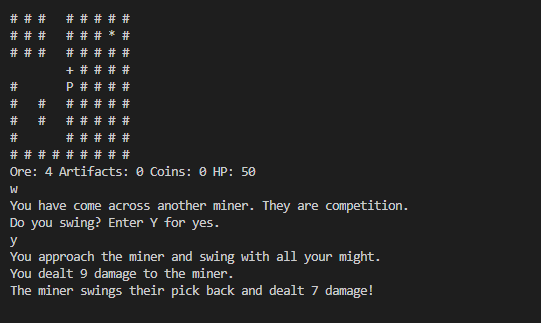 # # #   # # # # #
# # #   # # # * #
# # #   # # # # #
        + # # # #
#       P # # # #
#   #   # # # # #
#   #   # # # # #
#       # # # # #
# # # # # # # # #
Ore: 4 Artifacts: 0 Coins: 0 HP: 50
w
You have come across another miner. They are competition.
Do you swing? Enter Y for yes.
y
You approach the miner and swing with all your might.
You dealt 9 damage to the miner.
The miner swings their pick back and dealt 7 damage!